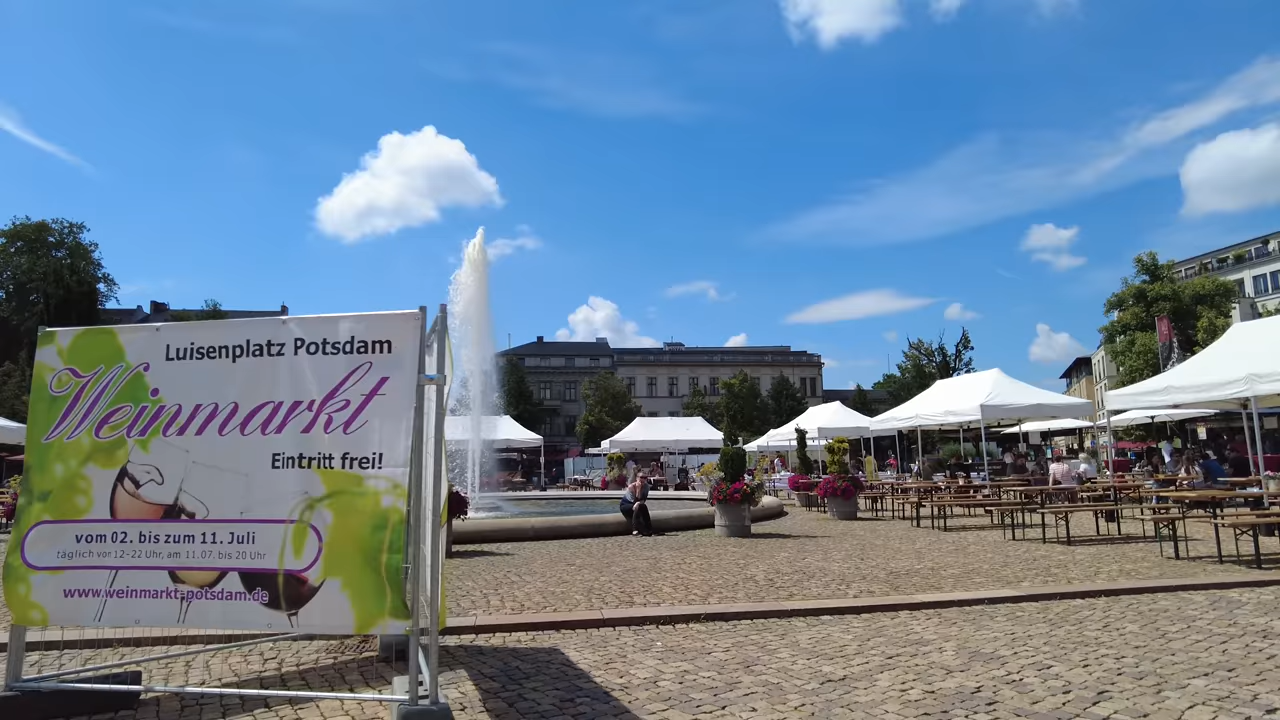 Luisenplatz Potsdam
Weinmarkt
Eintritt frei!
vom 02. bis zum 11. Juli
täglich von 12-22 Uhr, am 11.07. bis 20 Uhr
www.weinmarkt-potsdam.de